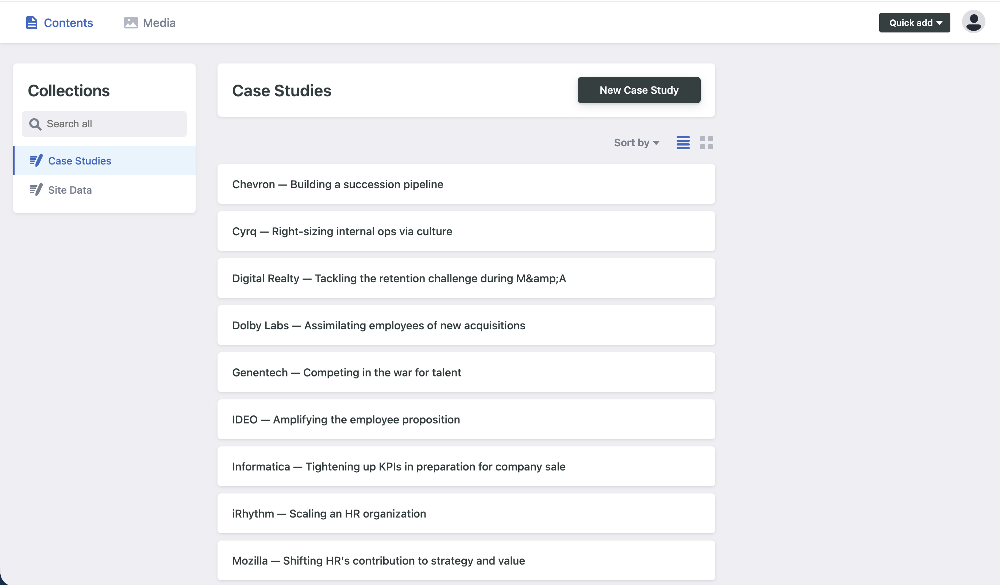 Contents
Media
Quick add
Collections
Search all
Case Studies
Site Data
Case Studies
New Case Study
Sort by
Chevron — Building a succession pipeline
Cyrq — Right-sizing internal ops via culture
Digital Realty — Tackling the retention challenge during M&amp;A
Dolby Labs — Assimilating employees of new acquisitions
Genentech — Competing in the war for talent
IDEO — Amplifying the employee proposition
Informatica — Tightening up KPIs in preparation for company sale
iRhythm — Scaling an HR organization
Mozilla — Shifting HR's contribution to strategy and value